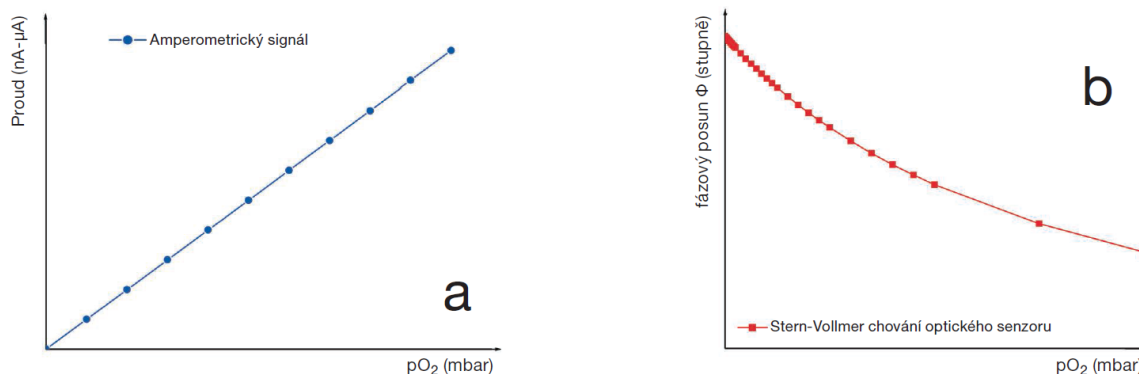 Proud (nA-µA)
Amperometrický signál
a
pO₂ (mbar)
fázový posun Φ (stupně)
b
Stern-Vollmer chování optického senzoru
pO₂ (mbar)